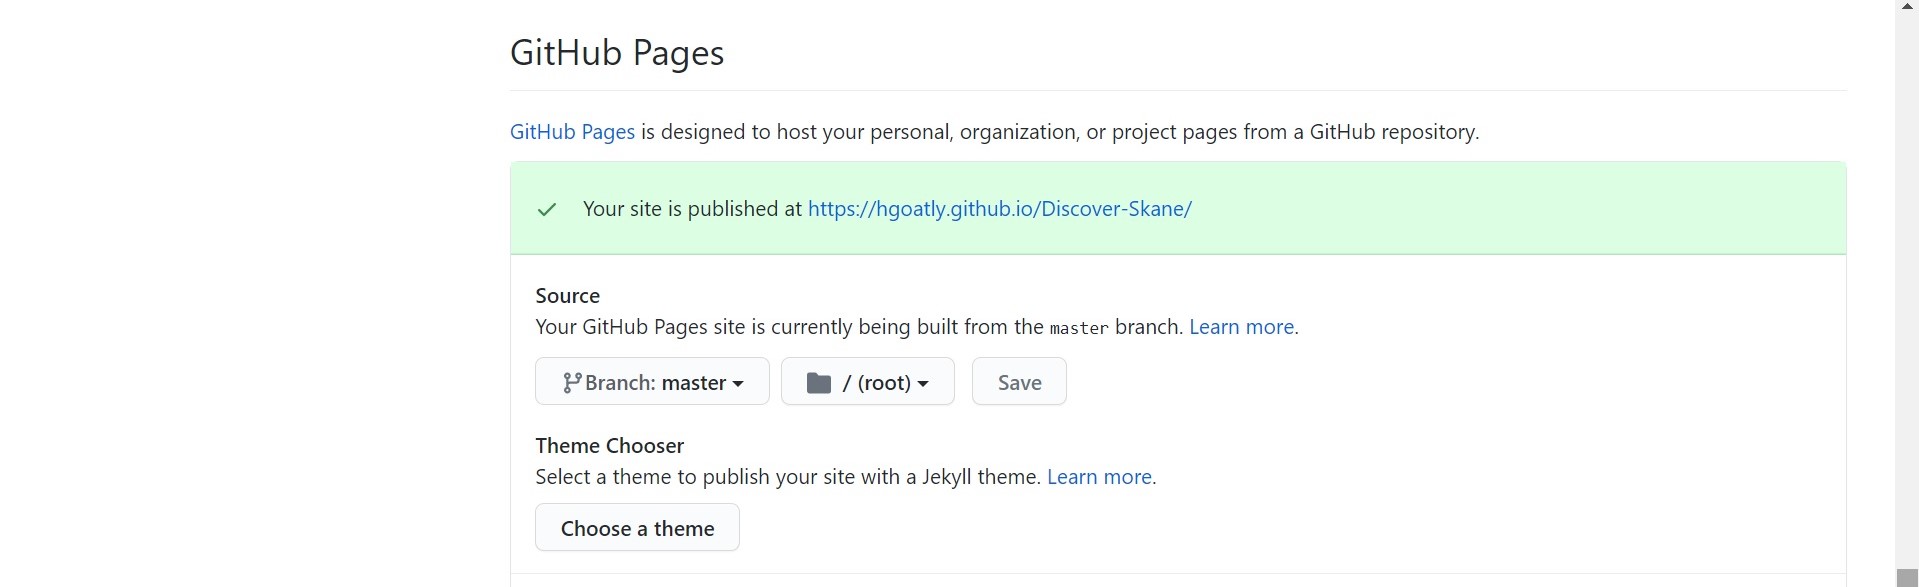 GitHub Pages
GitHub Pages is designed to host your personal, organization, or project pages from a GitHub repository.
Your site is published at https://hgoatly.github.io/Discover-Skane/
Source
Your GitHub Pages site is currently being built from the master branch. Learn more.
Branch: master / (root) Save
Theme Chooser
Select a theme to publish your site with a Jekyll theme. Learn more.
Choose a theme